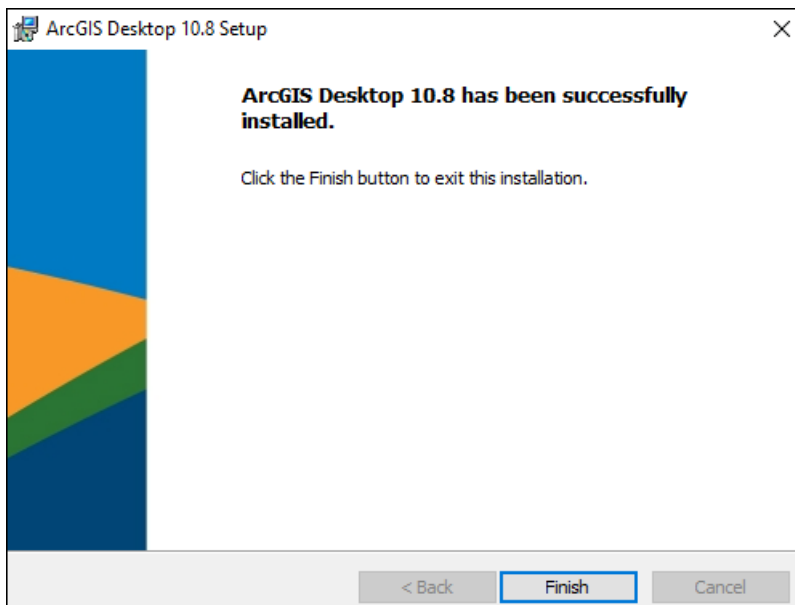 ArcGIS Desktop 10.8 Setup
ArcGIS Desktop 10.8 has been successfully
installed.
Click the Finish button to exit this installation.
< Back
Finish
Cancel